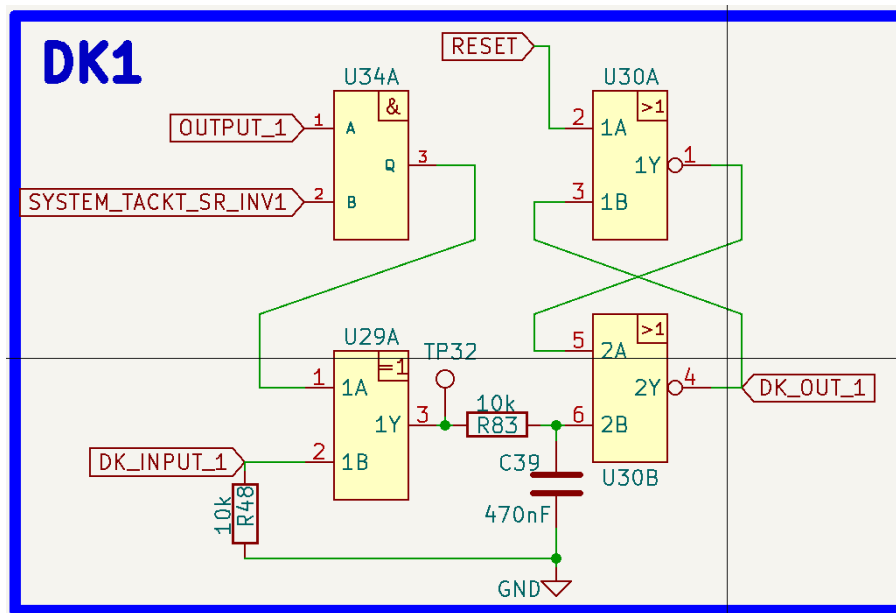 DK1
RESET
U34A
U30A
&
>1
OUTPUT_1
1
A
2
1A
Q
3
1Y
1
SYSTEM_TACKT_SR_INV1
2
B
3
1B
U29A
=1
TP32
>1
5
2A
1
1A
10k
2Y
4
DK_OUT_1
1Y
3
R83
6
2B
DK_INPUT_1
2
1B
C39
U30B
10k
R48
470nF
GND